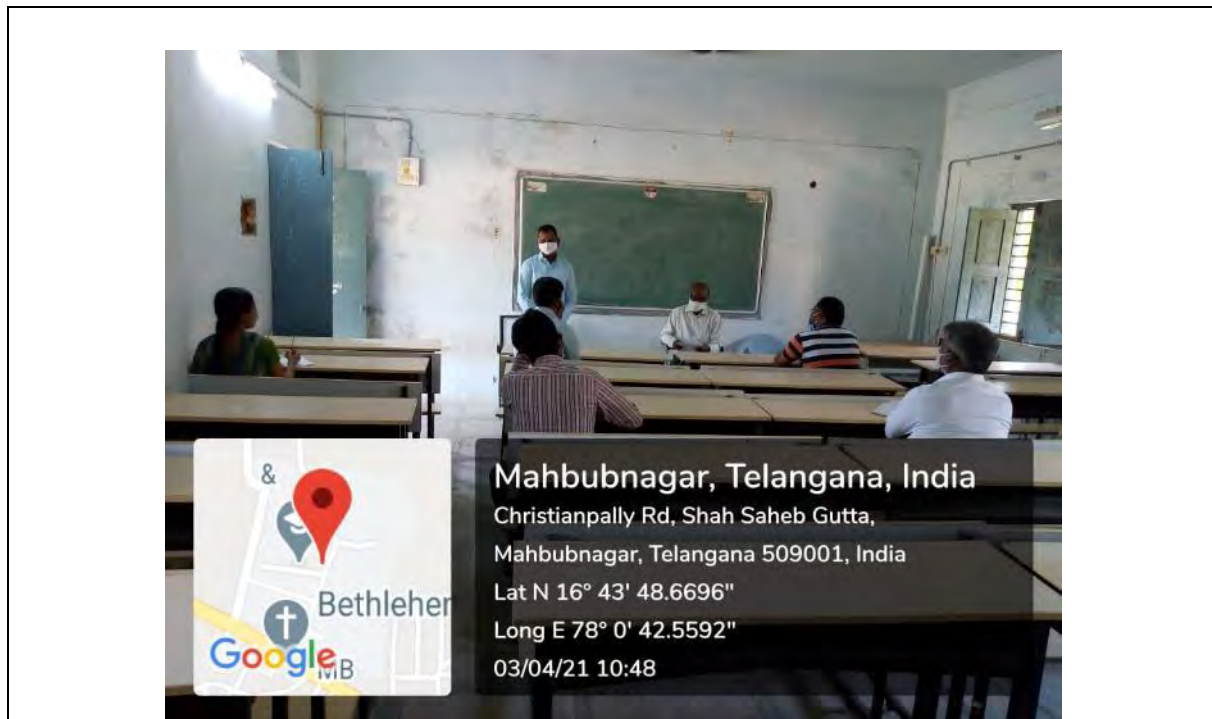 &
Bethleher
Google
MB
Mahbubnagar, Telangana, India
Christianpally Rd, Shah Saheb Gutta,
Mahbubnagar, Telangana 509001, India
Lat N 16° 43' 48.6696"
Long E 78° 0' 42.5592"
03/04/21 10:48